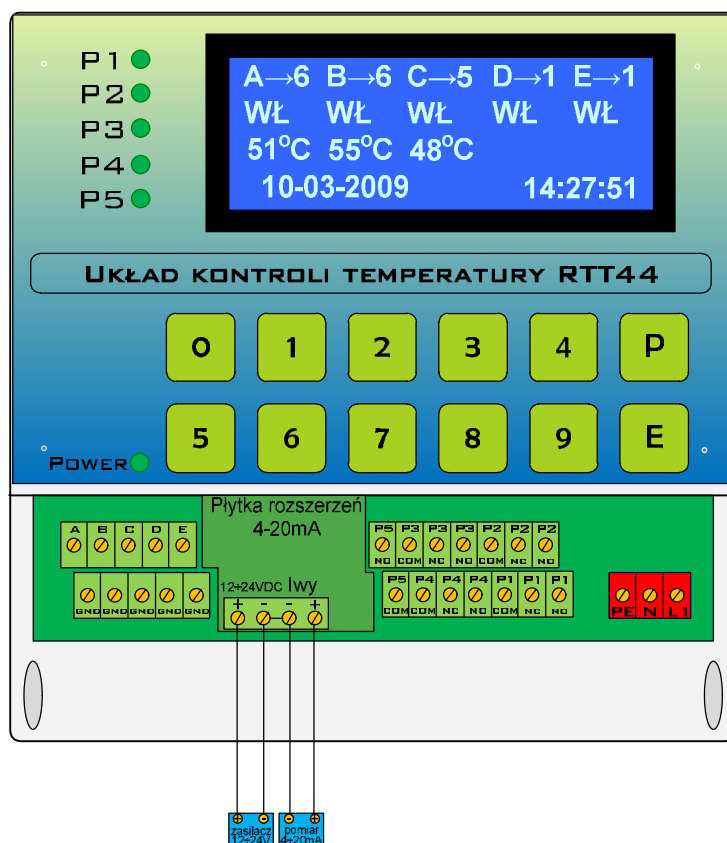 P1
P2
P3
P4
P5
A→6 B→6 C→5 D→1 E→1
WŁ WŁ WŁ WŁ WŁ
51°C 55°C 48°C
10-03-2009 14:27:51
UKŁAD KONTROLI TEMPERATURY RTT44
0 1 2 3 4 P
5 6 7 8 9 E
POWER
Płytka rozszerzeń
4-20mA
A B C D E
GND GND GND GND GND
12÷24VDC Iwy
+ - - +
P5 P3 P3 P3 P2 P2 P2
NO COM NC NO COM NC NO
P5 P4 P4 P4 P1 P1 P1
COM COM NC NO COM NC NO
PE N L1
+ - - +
zasilacz pomiar
12÷24V 4÷20mA